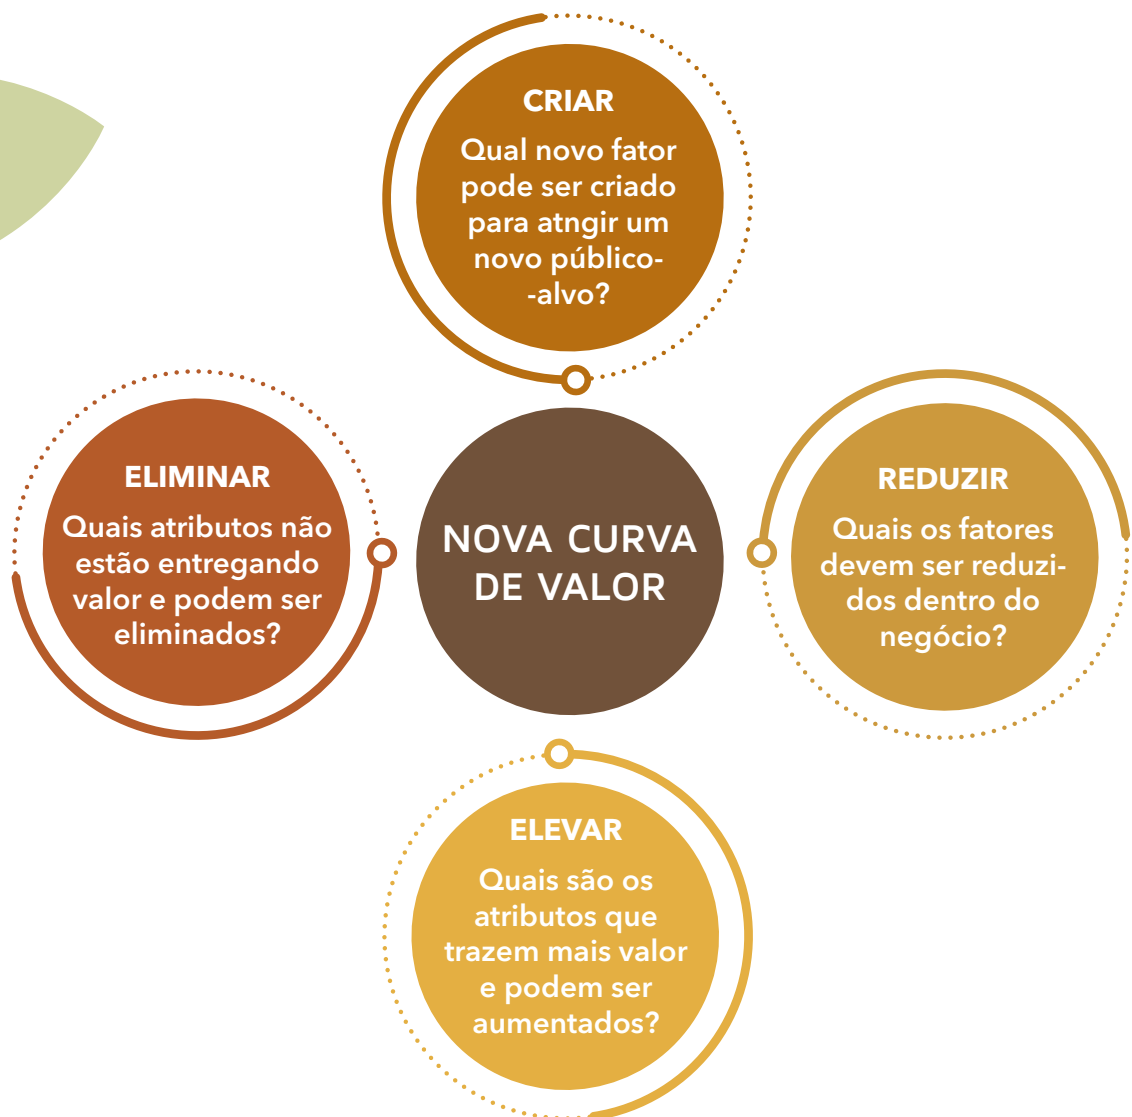 CRIAR
Qual novo fator
pode ser criado
para atngir um
novo público-
-alvo?
ELIMINAR
Quais atributos não
estão entregando
valor e podem ser
eliminados?
NOVA CURVA
DE VALOR
REDUZIR
Quais os fatores
devem ser reduzi-
dos dentro do
negócio?
ELEVAR
Quais são os
atributos que
trazem mais valor
e podem ser
aumentados?